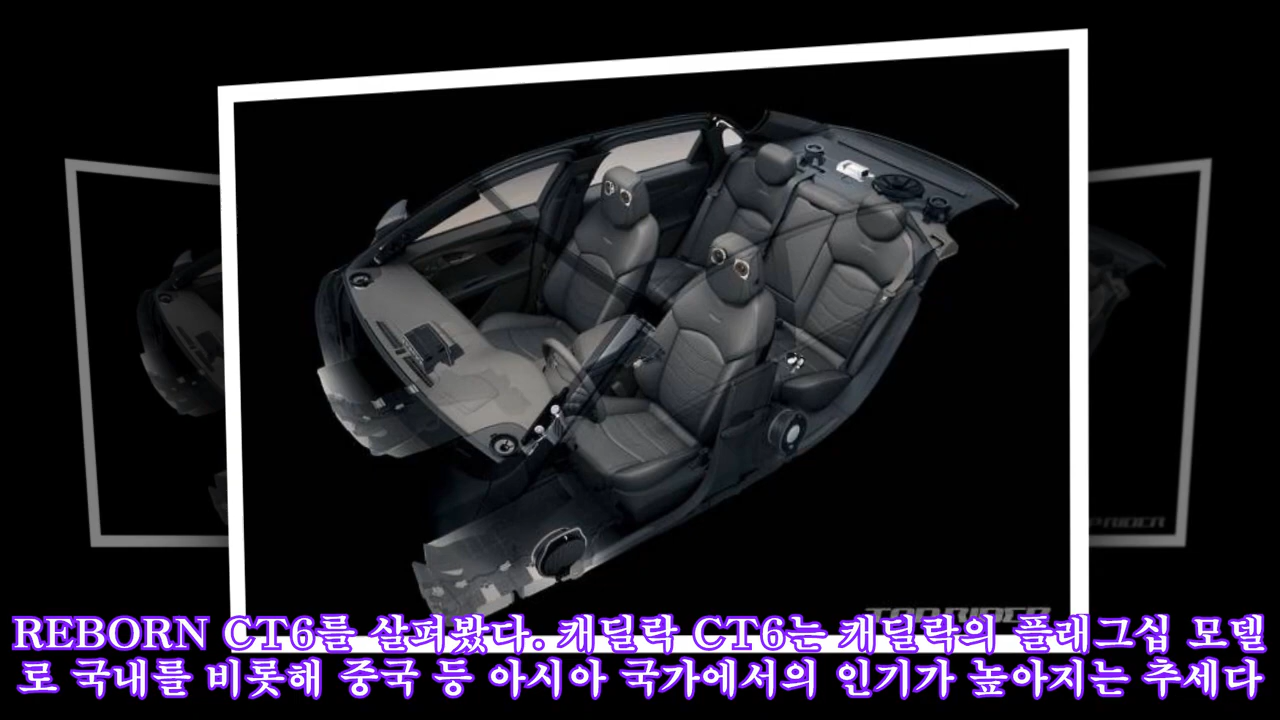 TOPRIDER
REBORN CT6를 살펴봤다. 캐딜락 CT6는 캐딜락의 플래그십 모델
로 국내를 비롯해 중국 등 아시아 국가에서의 인기가 높아지는 추세다